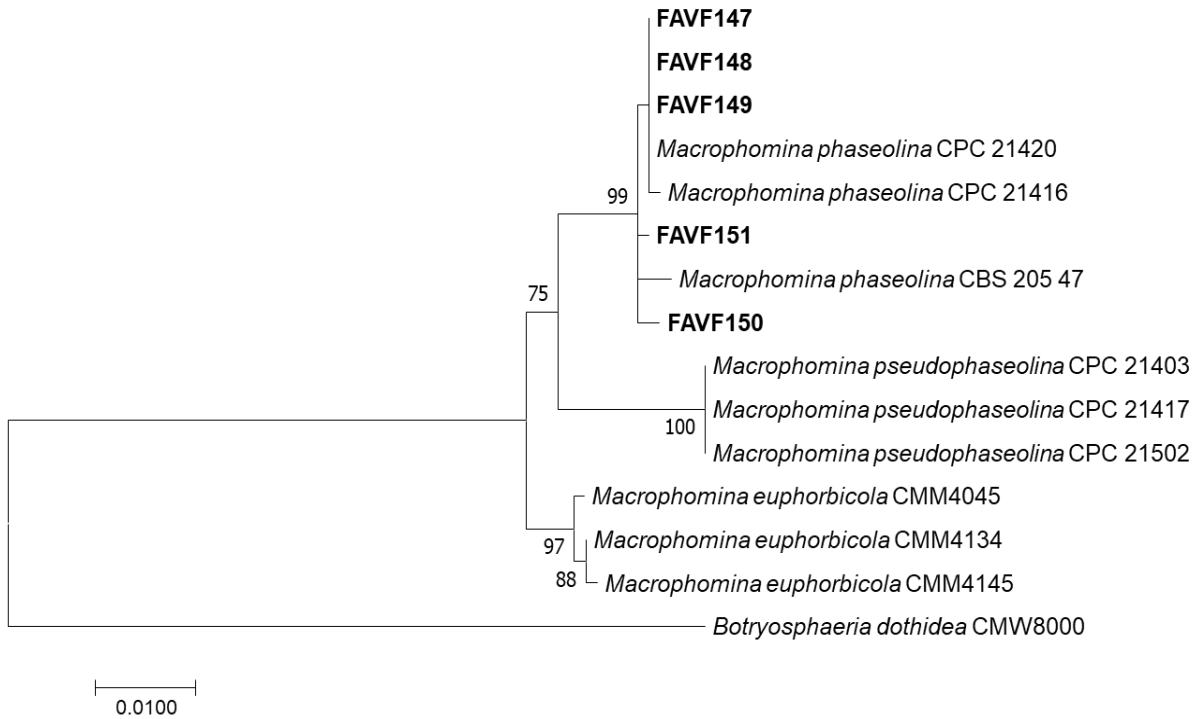 FAVF147
FAVF148
FAVF149
Macrophomina phaseolina CPC 21420
99
Macrophomina phaseolina CPC 21416
FAVF151
Macrophomina phaseolina CBS 205 47
75
FAVF150
Macrophomina pseudophaseolina CPC 21403
Macrophomina pseudophaseolina CPC 21417
100
Macrophomina pseudophaseolina CPC 21502
Macrophomina euphorbicola CMM4045
97
Macrophomina euphorbicola CMM4134
88
Macrophomina euphorbicola CMM4145
Botryosphaeria dothidea CMW8000
0.0100